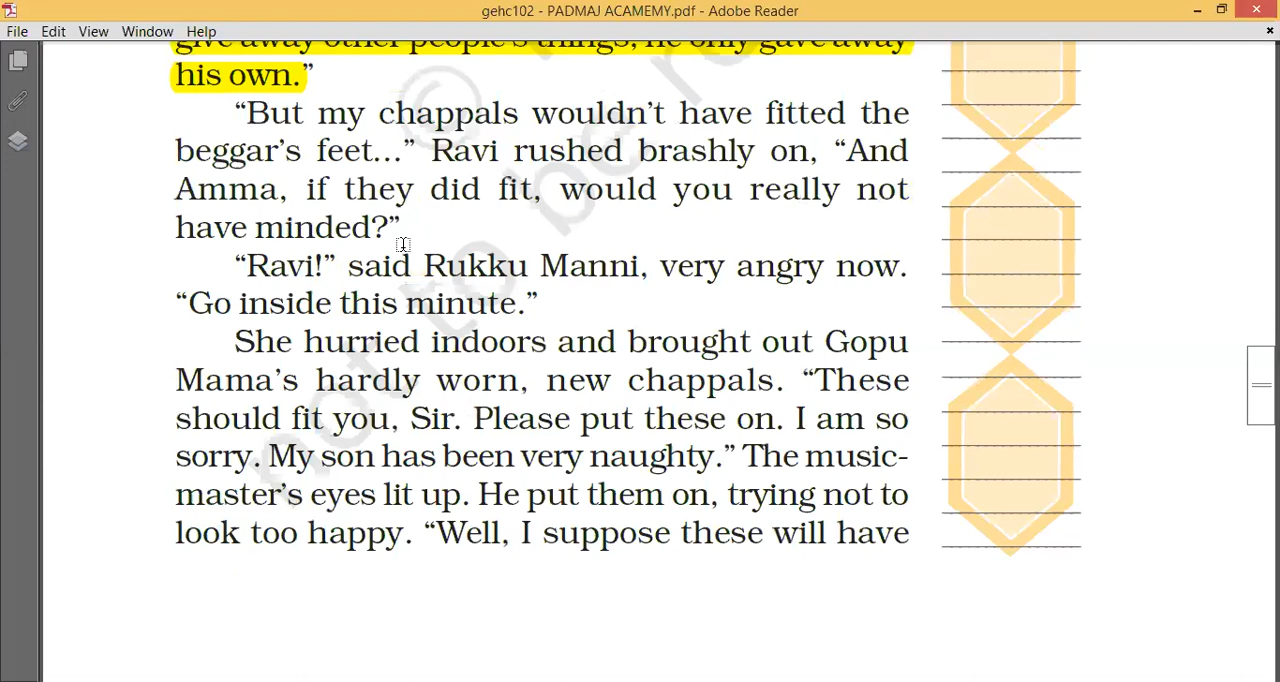 gehc102 - PADMAJ ACAMEMY.pdf - Adobe Reader
File Edit View Window Help
give away other people's things, he only gave away
his own.”
“But my chappals wouldn’t have fitted the
beggar’s feet...” Ravi rushed brashly on, “And
Amma, if they did fit, would you really not
have minded?”
“Ravi!” said Rukku Manni, very angry now.
“Go inside this minute.”
She hurried indoors and brought out Gopu
Mama’s hardly worn, new chappals. “These
should fit you, Sir. Please put these on. I am so
sorry. My son has been very naughty.” The music-
master’s eyes lit up. He put them on, trying not to
look too happy. “Well, I suppose these will have
©
not to be re